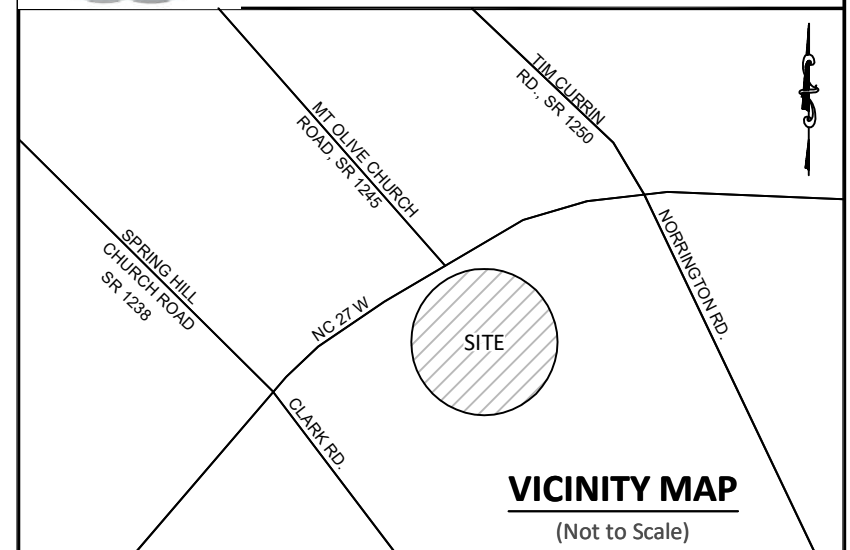 TIM CURRIN
RD., SR 1250
MT OLIVE CHURCH
ROAD, SR 1245
SPRING HILL
CHURCH ROAD
SR 1238
NC 27 W
NORRINGTON RD.
SITE
CLARK RD.
VICINITY MAP
(Not to Scale)